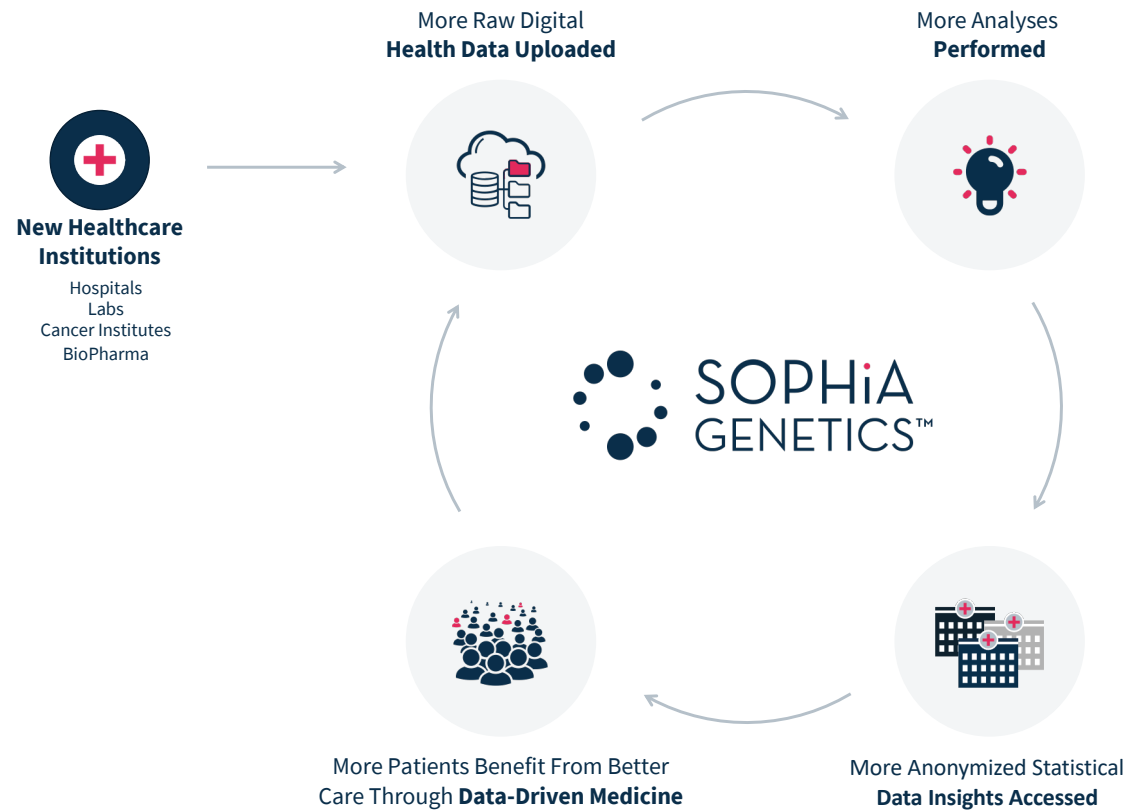 More Raw Digital
Health Data Uploaded
More Analyses
Performed
New Healthcare
Institutions
Hospitals
Labs
Cancer Institutes
BioPharma
SOPHiA
GENETICS™
More Patients Benefit From Better
Care Through Data-Driven Medicine
More Anonymized Statistical
Data Insights Accessed